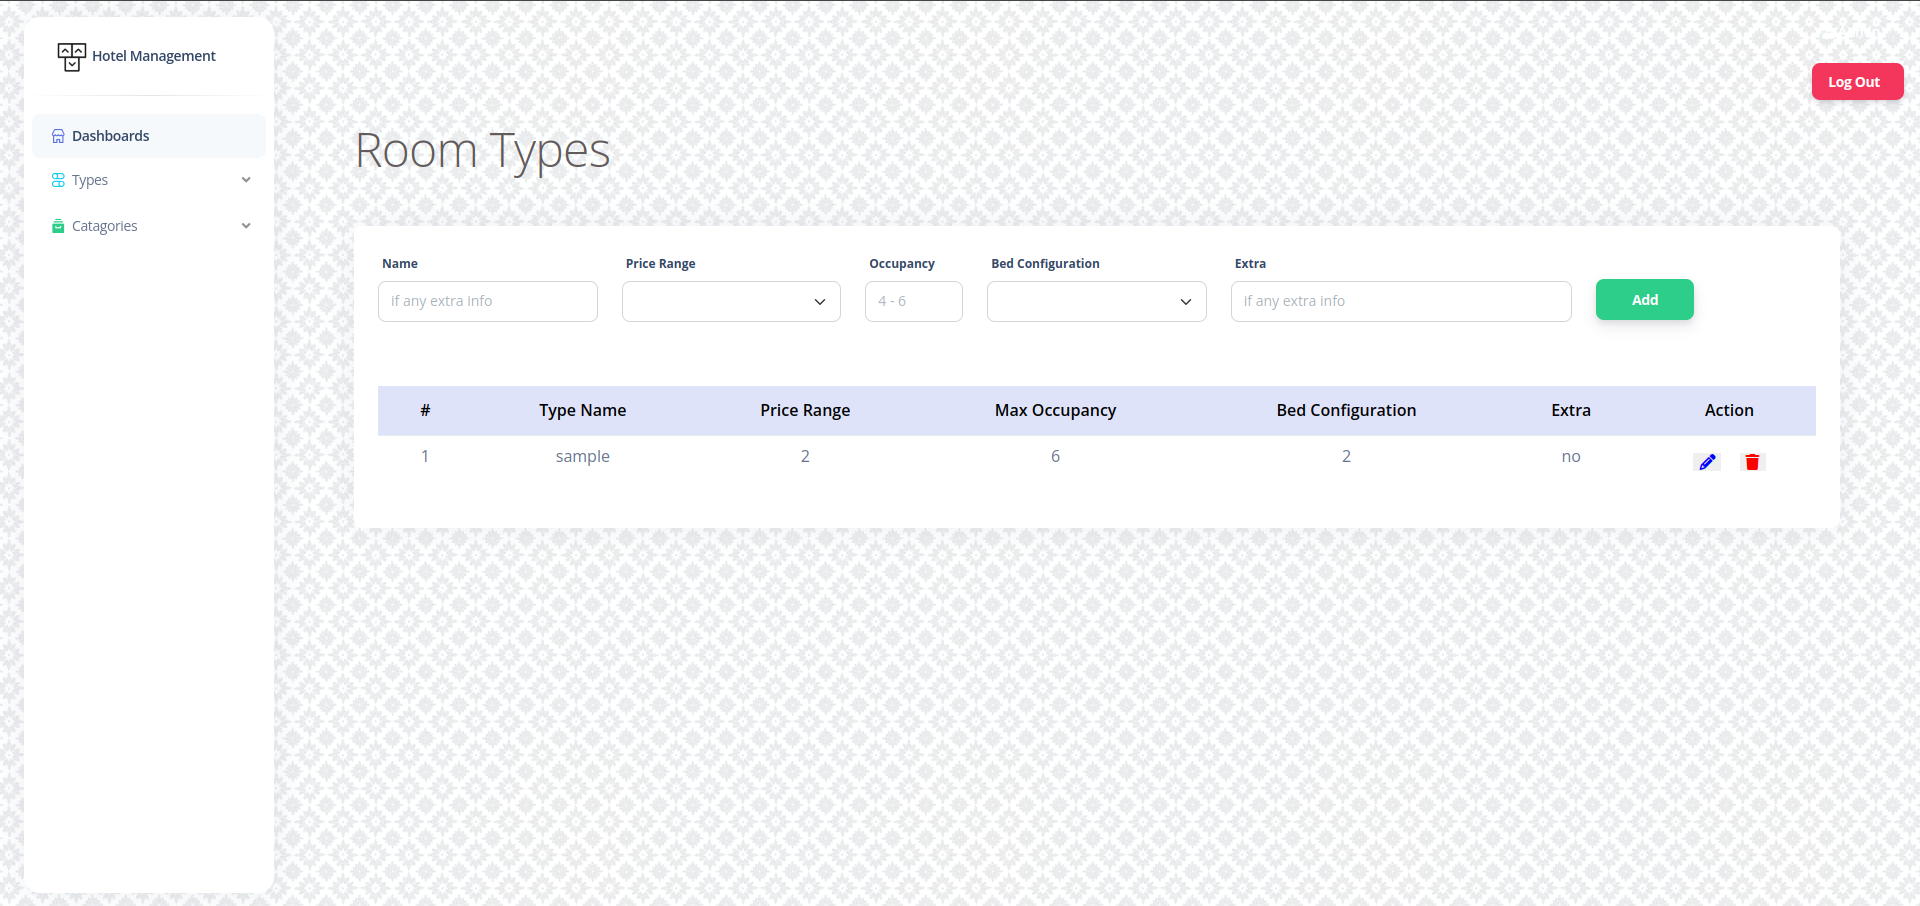 Hotel Management
Log Out
Dashboards
Types
Catagories
Room Types
Name Price Range Occupancy Bed Configuration Extra
if any extra info 4 - 6 if any extra info Add
# Type Name Price Range Max Occupancy Bed Configuration Extra Action
1 sample 2 6 2 no